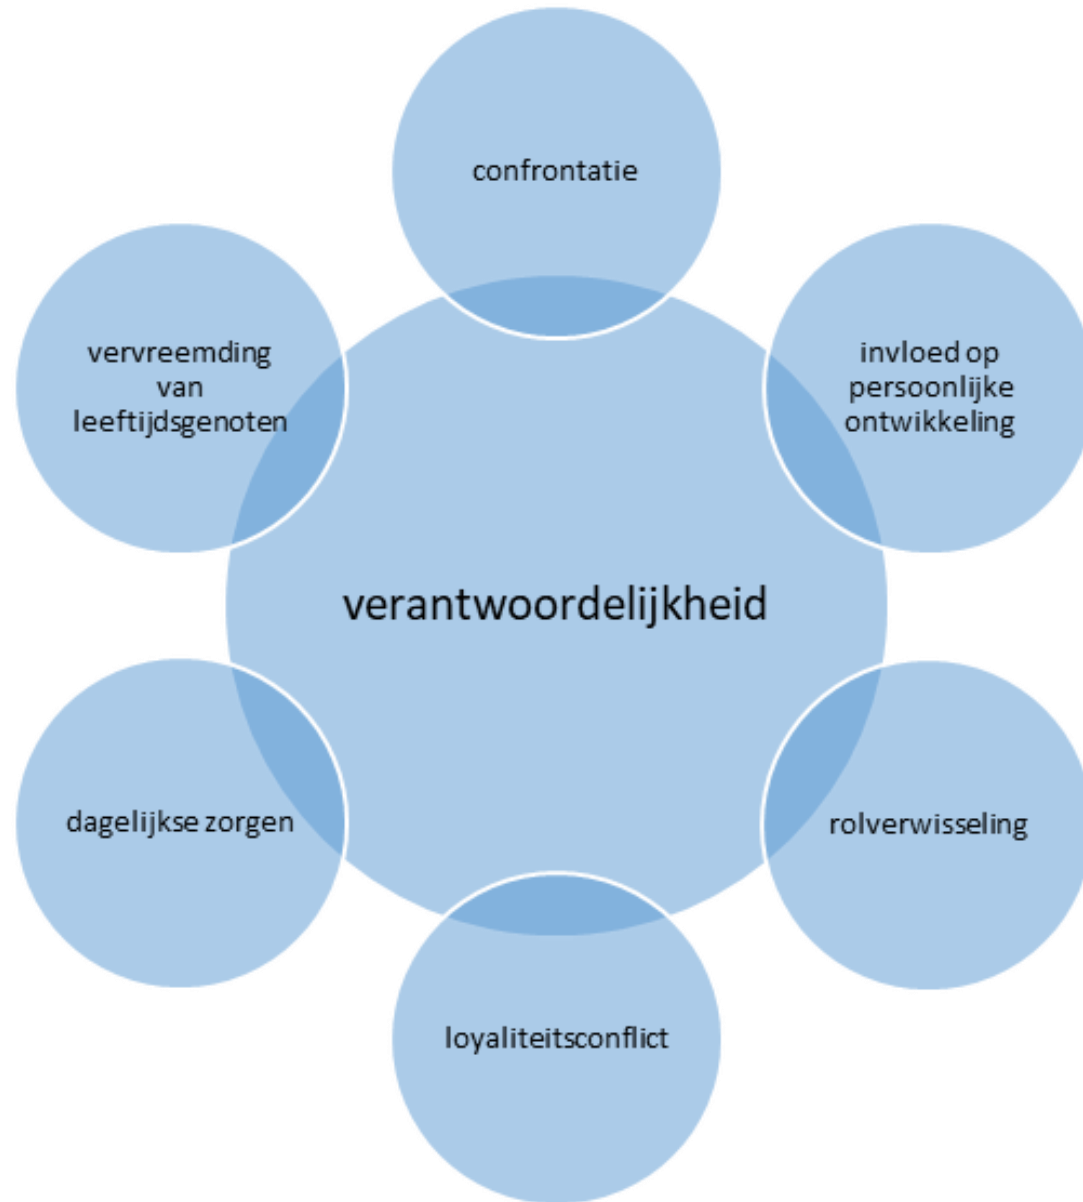 confrontatie
vervreemding
van
leeftijdsgenoten
invloed op
persoonlijke
ontwikkeling
verantwoordelijkheid
dagelijkse zorgen
rolverwisseling
loyaliteitsconflict